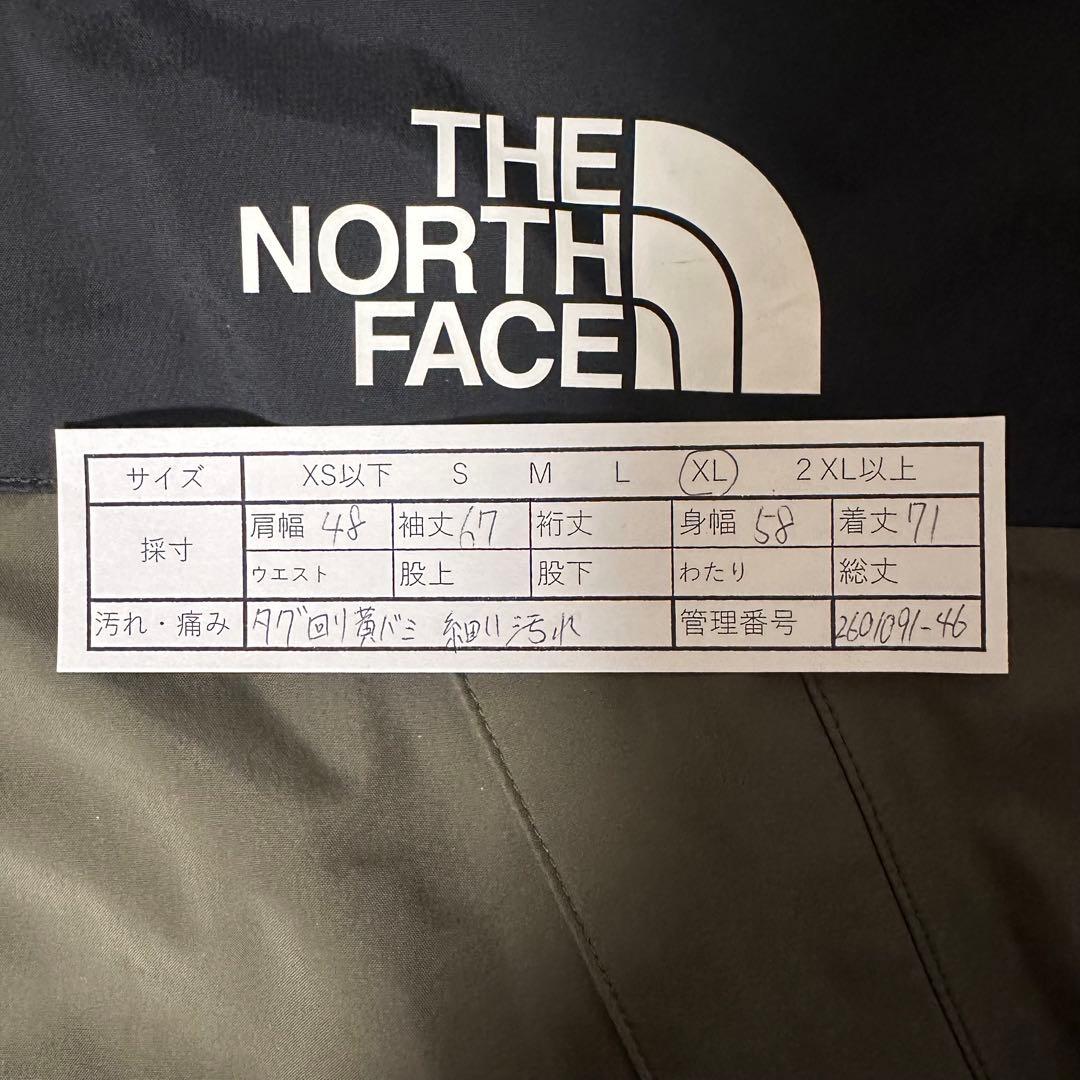 THE
NORTH
FACE
サイズ XS以下 S M L XL 2XL以上
採寸 肩幅 48 袖丈 67 裄丈 身幅 58 着丈 71
ウエスト 股上 股下 わたり 総丈
汚れ・痛み タグ回り黄バミ 細い汚れ 管理番号 2601091-46